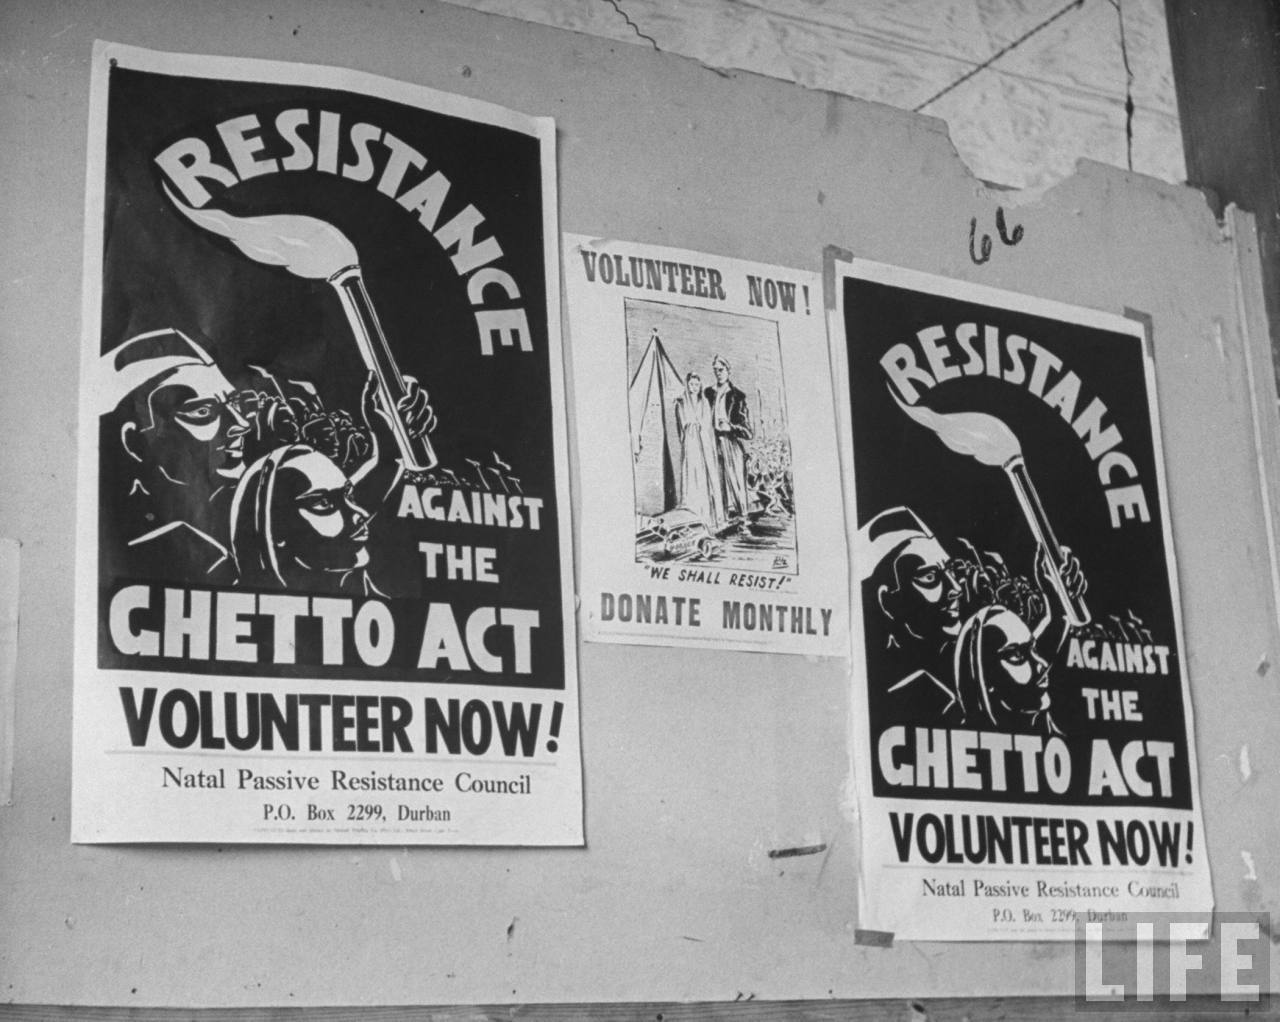 RESISTANCE
AGAINST
THE
GHETTO ACT
VOLUNTEER NOW!
Natal Passive Resistance Council
P.O. Box 2299, Durban
VOLUNTEER NOW!
"WE SHALL RESIST!"
DONATE MONTHLY
66
RESISTANCE
AGAINST
THE
GHETTO ACT
VOLUNTEER NOW!
Natal Passive Resistance Council
P.O. Box 2299, Durban
LIFE